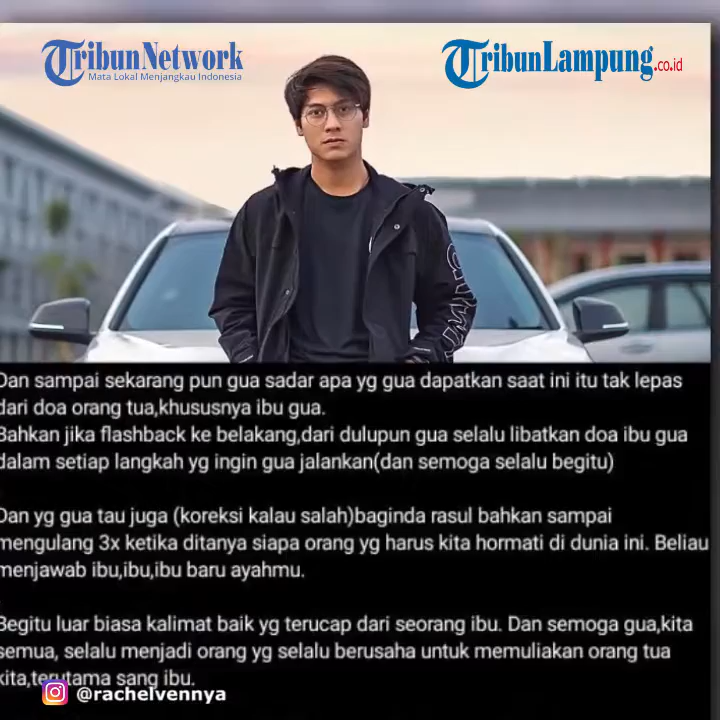 TribunNetwork
Mata Lokal Menjangkau Indonesia
TribunLampung.co.id
Dan sampai sekarang pun gua sadar apa yg gua dapatkan saat ini itu tak lepas
dari doa orang tua,khususnya ibu gua.
Bahkan jika flashback ke belakang,dari dulupun gua selalu libatkan doa ibu gua
dalam setiap langkah yg ingin gua jalankan(dan semoga selalu begitu)
Dan yg gua tau juga (koreksi kalau salah)baginda rasul bahkan sampai
mengulang 3x ketika ditanya siapa orang yg harus kita hormati di dunia ini. Beliau
menjawab ibu,ibu,ibu baru ayahmu.
Begitu luar biasa kalimat baik yg terucap dari seorang ibu. Dan semoga gua,kita
semua, selalu menjadi orang yg selalu berusaha untuk memuliakan orang tua
kita,terutama sang ibu.
@rachelvennya